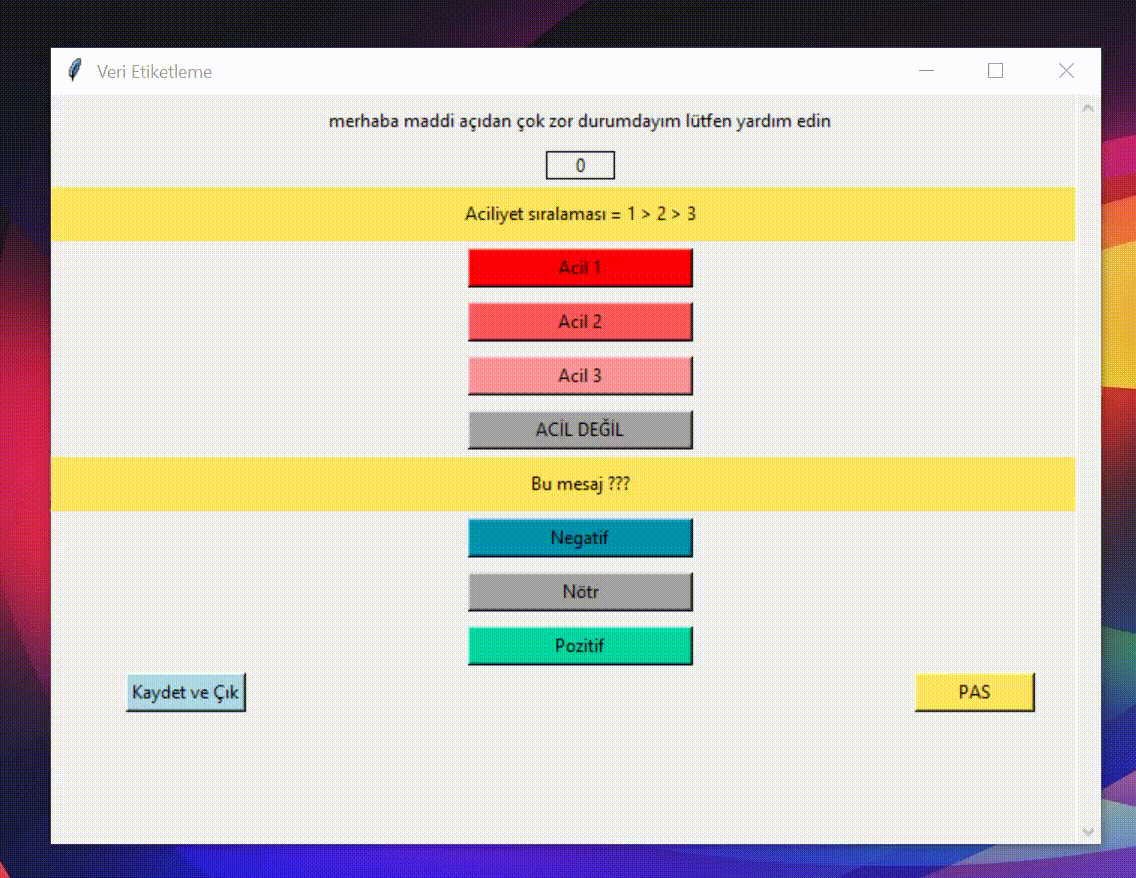 Veri Etiketleme
merhaba maddi açıdan çok zor durumdayım lütfen yardım edin
0
Aciliyet sıralaması = 1 > 2 > 3
Acil 1
Acil 2
Acil 3
ACİL DEĞİL
Bu mesaj ???
Negatif
Nötr
Pozitif
Kaydet ve Çık
PAS